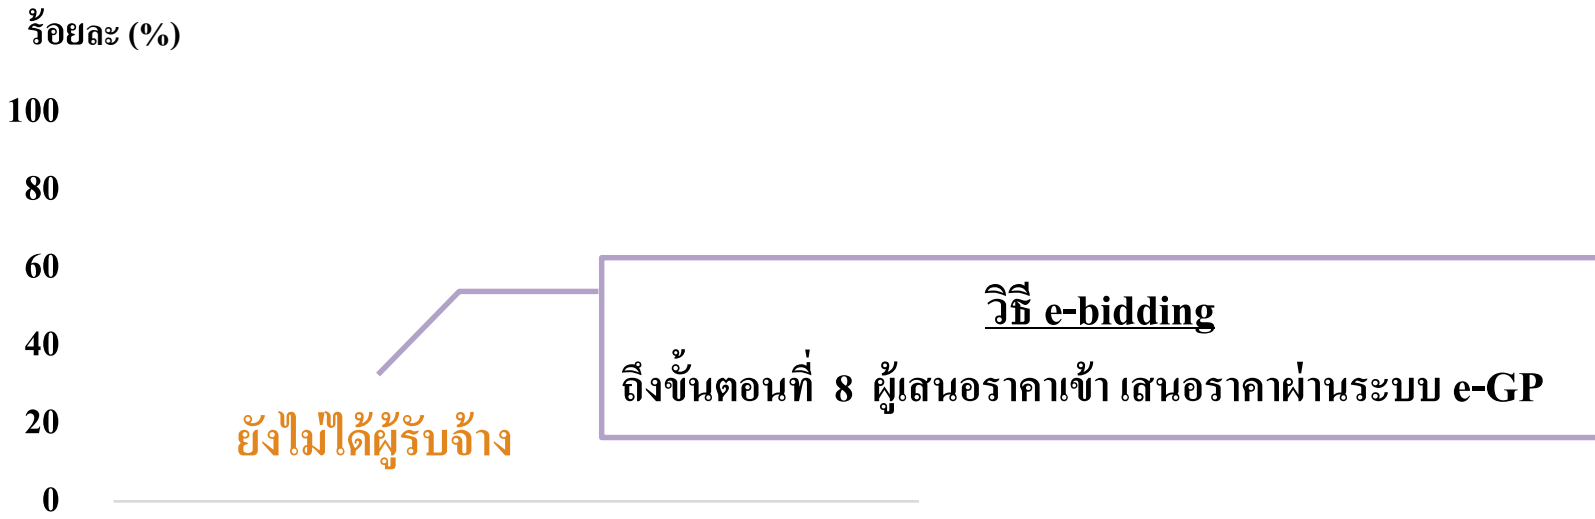 ร้อยละ (%)
100
80
60
40
20
0
ยังไม่ได้ผู้รับจ้าง
วิธี e-bidding
ถึงขั้นตอนที่ 8 ผู้เสนอราคาเข้า เสนอราคาผ่านระบบ e-GP